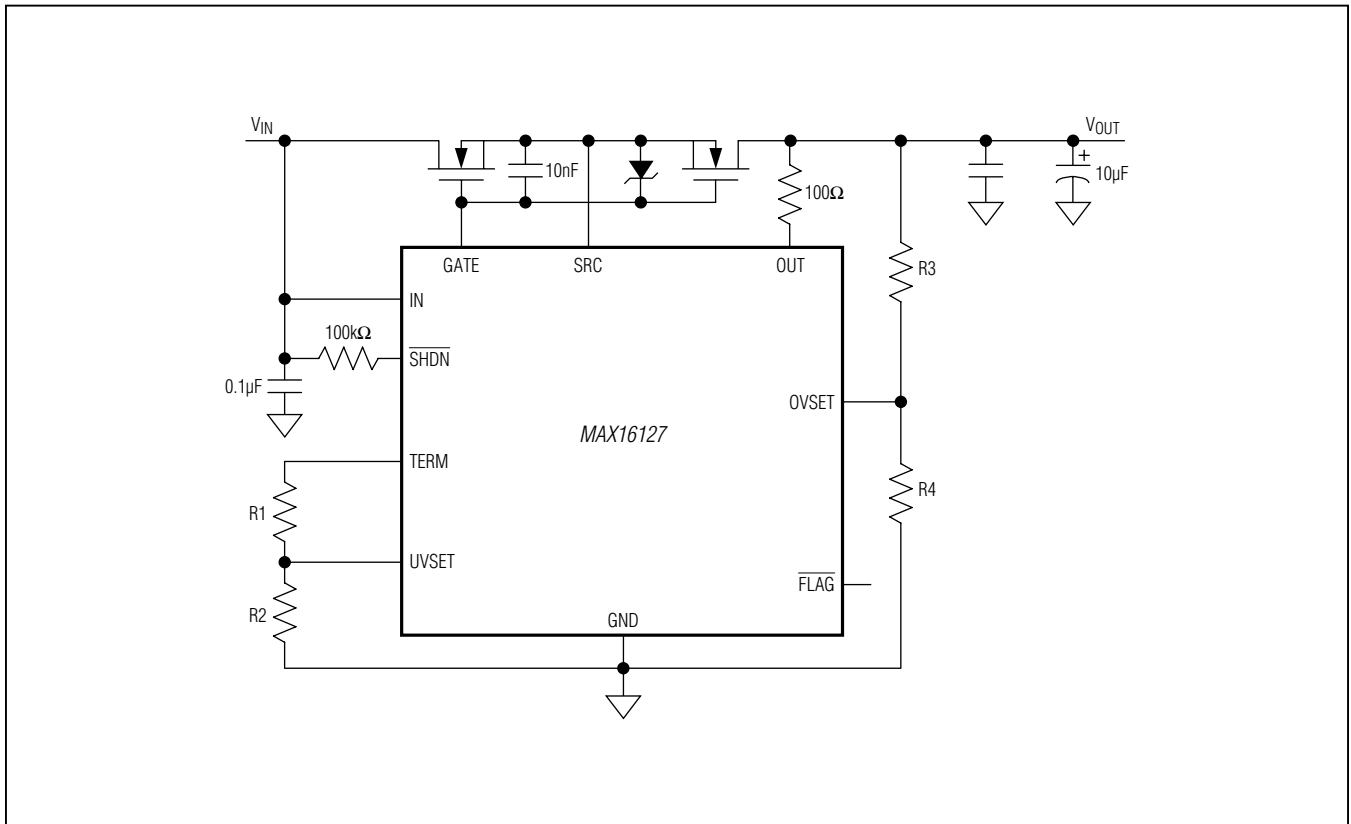 VIN
VOUT
10nF
100Ω
10µF
GATE
SRC
OUT
R3
IN
100kΩ
SHDN
0.1µF
OVSET
MAX16127
TERM
R4
R1
UVSET
FLAG
R2
GND
+